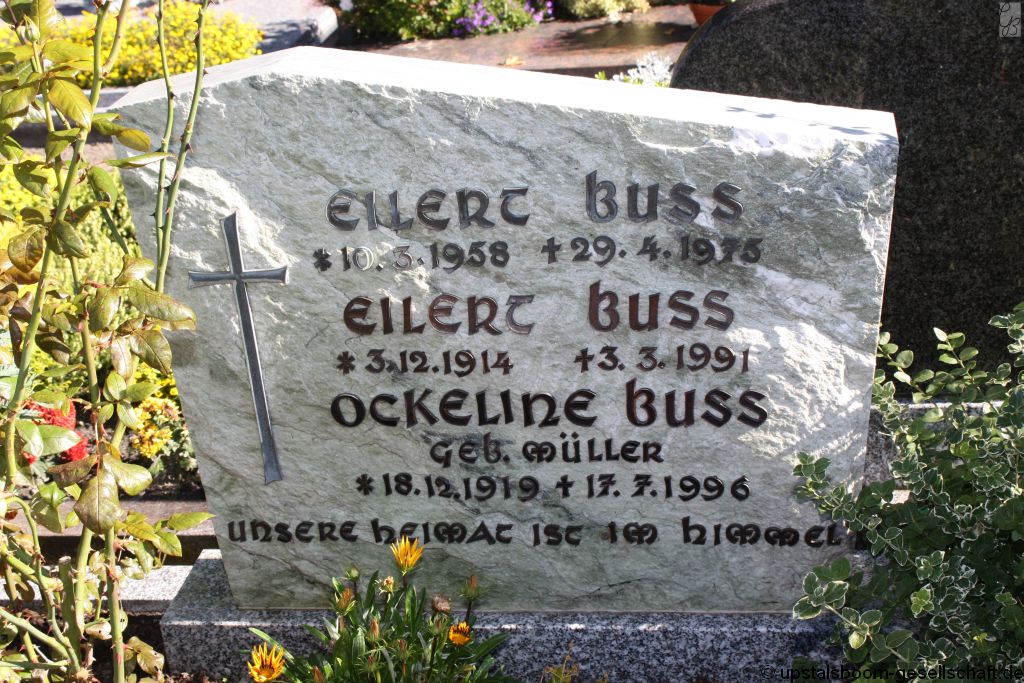 Eilert Buss
* 10. 3. 1958 † 29. 4. 1975
Eilert Buss
* 3. 12. 1914 † 3. 3. 1991
Ockeline Buss
geb. Müller
* 18. 12. 1919 † 17. 7. 1996
Unsere Heimat ist im Himmel
© upstalsboom-gesellschaft.de